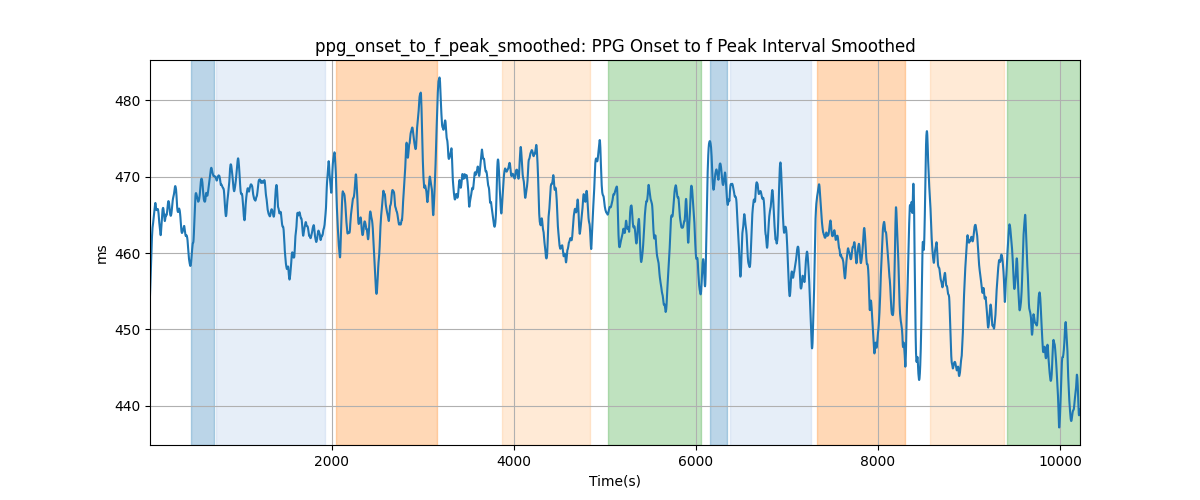 ppg_onset_to_f_peak_smoothed: PPG Onset to f Peak Interval Smoothed
480
470
460
450
440
ms
2000 4000 6000 8000 10000
Time(s)